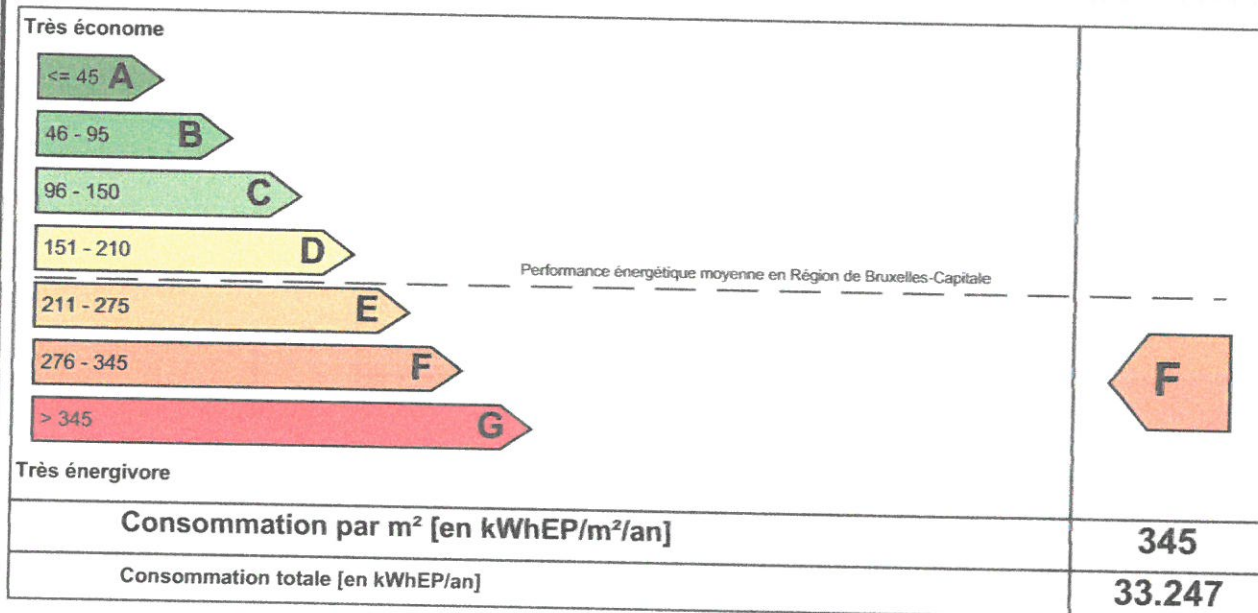 Très économe
<= 45 A
46 - 95 B
96 - 150 C
151 - 210 D
Performance énergétique moyenne en Région de Bruxelles-Capitale
211 - 275 E
276 - 345 F
F
> 345 G
Très énergivore
Consommation par m² [en kWhEP/m²/an] 345
Consommation totale [en kWhEP/an] 33.247